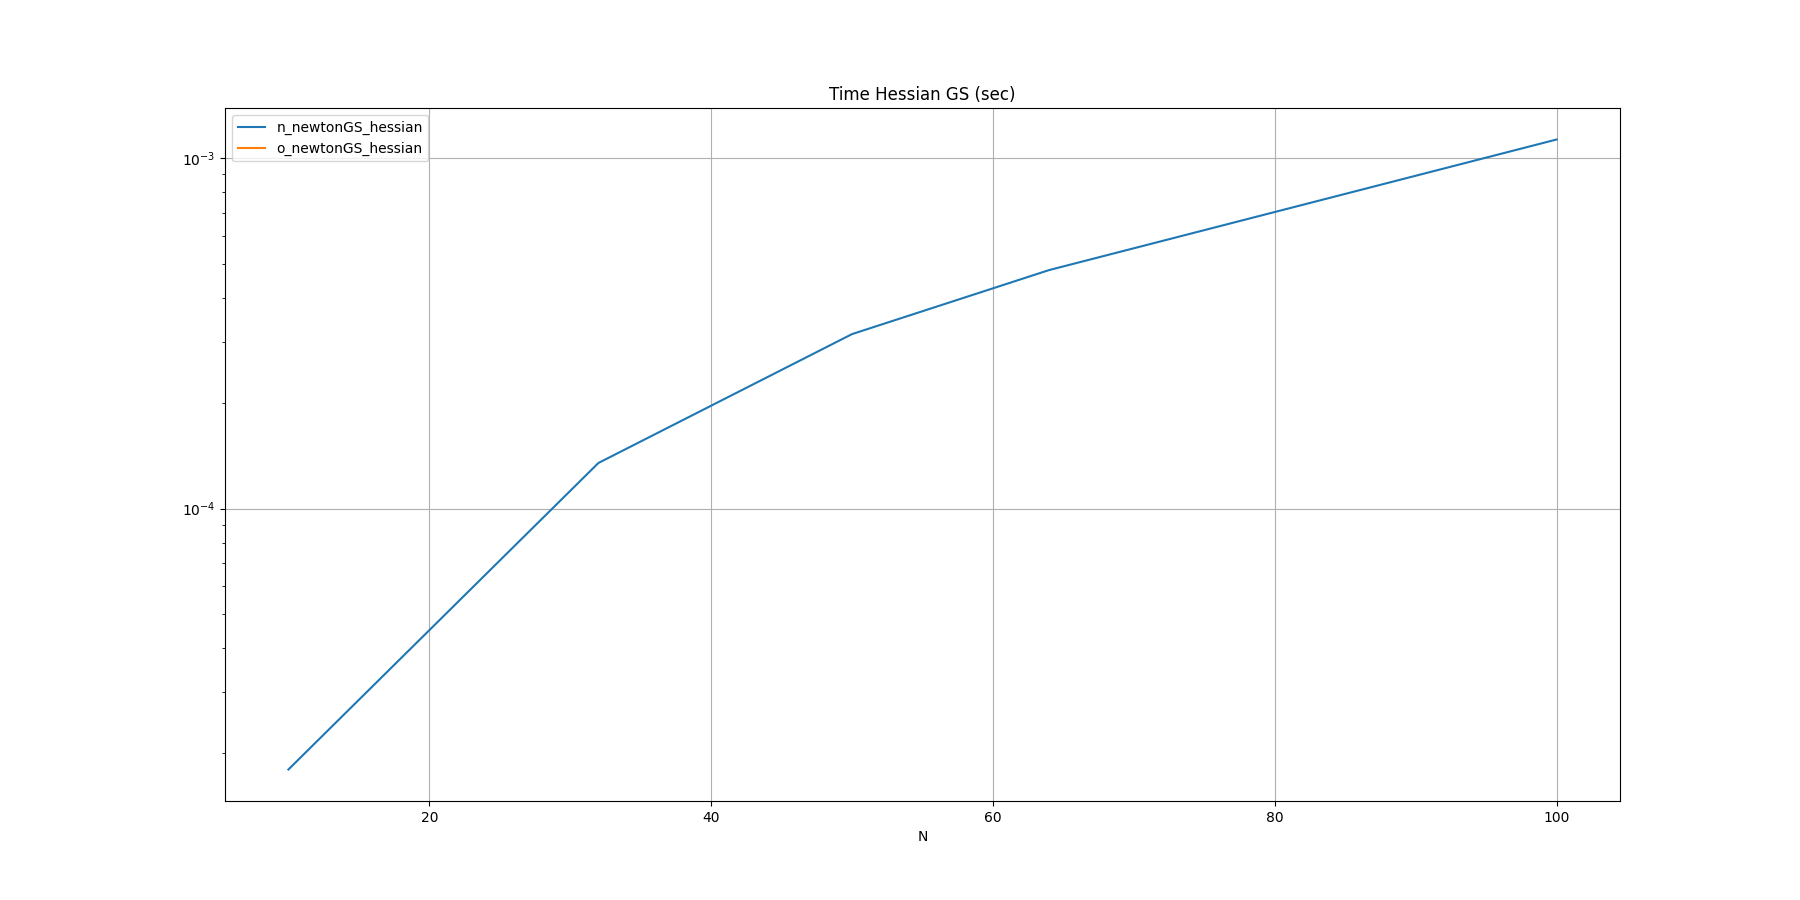 Time Hessian GS (sec)
n_newtonGS_hessian
o_newtonGS_hessian
10⁻³
10⁻⁴
20 40 60 80 100
N